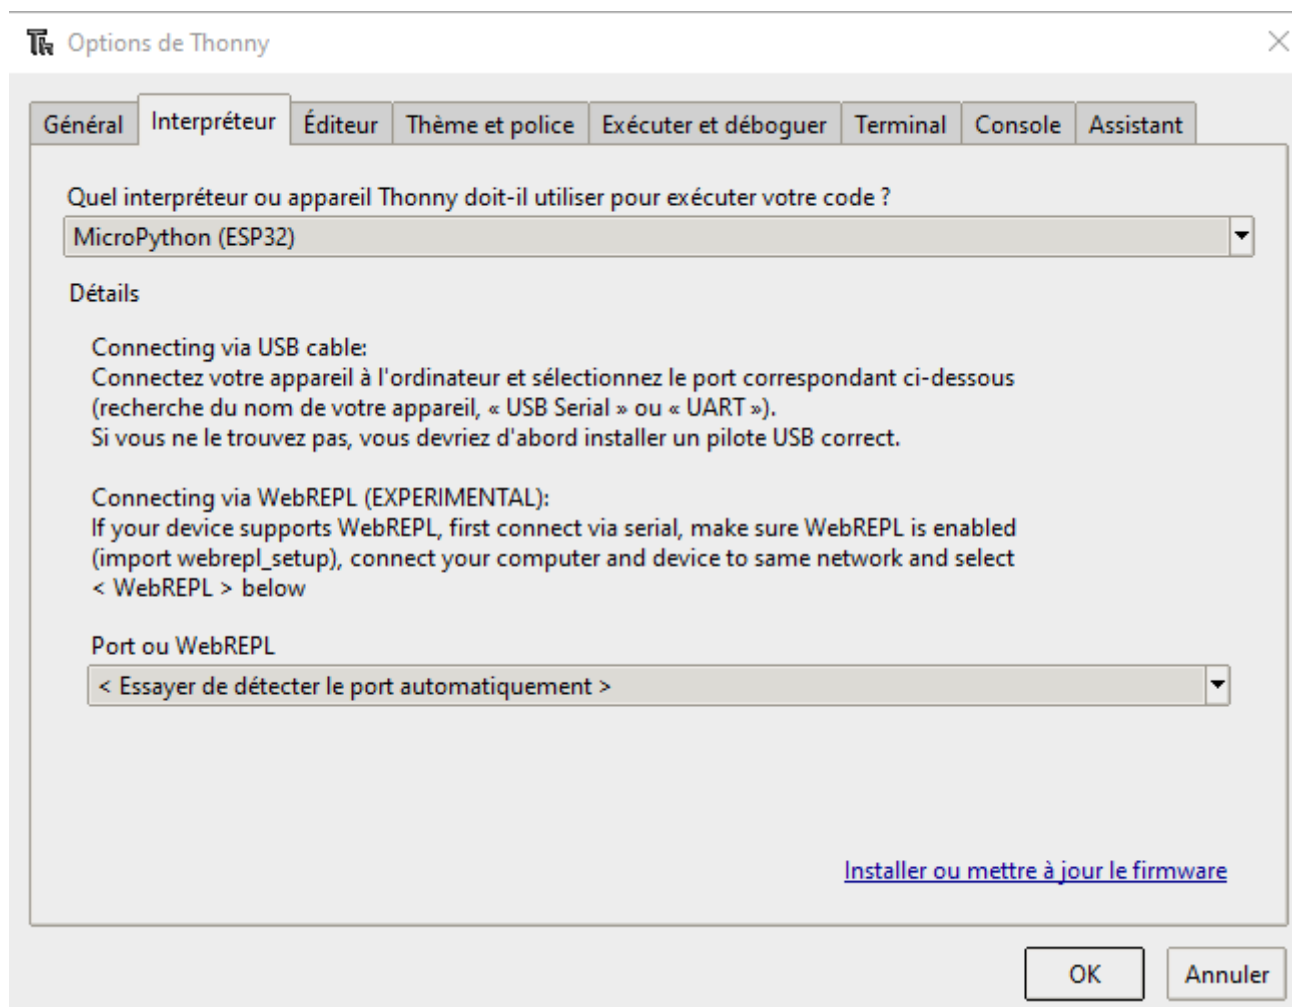 Options de Thonny
Général Interpréteur Éditeur Thème et police Exécuter et déboguer Terminal Console Assistant
Quel interpréteur ou appareil Thonny doit-il utiliser pour exécuter votre code ?
MicroPython (ESP32)
Détails
Connecting via USB cable:
Connectez votre appareil à l'ordinateur et sélectionnez le port correspondant ci-dessous
(recherche du nom de votre appareil, « USB Serial » ou « UART »).
Si vous ne le trouvez pas, vous devriez d'abord installer un pilote USB correct.
Connecting via WebREPL (EXPERIMENTAL):
If your device supports WebREPL, first connect via serial, make sure WebREPL is enabled
(import webrepl_setup), connect your computer and device to same network and select
< WebREPL > below
Port ou WebREPL
< Essayer de détecter le port automatiquement >
Installer ou mettre à jour le firmware
OK Annuler